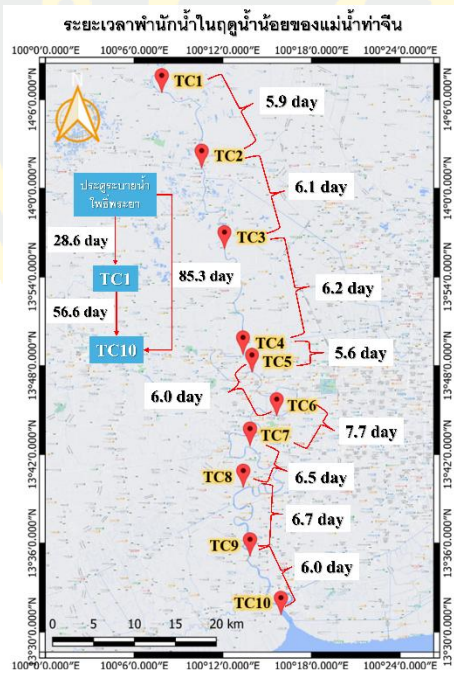 ระยะเวลาพำนักน้ำในฤดูน้ำน้อยของแม่น้ำท่าจีน
100°0'0.000"E 100°6'0.000"E 100°12'0.000"E 100°18'0.000"E 100°24'0.000"E
14°6'0.000"N
14°6'0.000"N
TC1
5.9 day
TC2
14°0'0.000"N
14°0'0.000"N
ประตูระบายน้ำ
โพธิ์พระยา
6.1 day
TC3
28.6 day
85.3 day
13°54'0.000"N
13°54'0.000"N
TC1
6.2 day
56.6 day
TC10
TC4
5.6 day
TC5
13°48'0.000"N
13°48'0.000"N
6.0 day
TC6
7.7 day
TC7
13°42'0.000"N
13°42'0.000"N
6.5 day
TC8
6.7 day
TC9
13°36'0.000"N
13°36'0.000"N
6.0 day
TC10
0 5 10 15 20 km
13°30'0.000"N
13°30'0.000"N
100°0'0.000"E 100°6'0.000"E 100°12'0.000"E 100°18'0.000"E 100°24'0.000"E